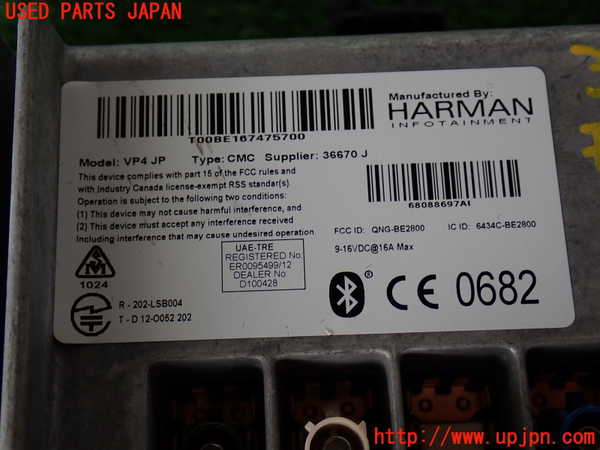 USED PARTS JAPAN
Manufactured By:
HARMAN
INFOTAINMENT
T00BE167475700
Model: VP4 JP Type: CMC Supplier: 36670 J
This device complies with part 15 of the FCC rules and
with Industry Canada license-exempt RSS standar(s)
Operation is subject to the following two conditions:
(1) This device may not cause harmful interference, and
(2) This device must accept any interference received
Including interference that may cause undesired operation
68088697AI
FCC ID: QNG-BE2800 IC ID: 6434C-BE2800
9-16V/DC@16A Max
UAE-TRE
REGISTERED No:
ER0095499/12
DEALER No
D100428
1024
R - 202-LSB004
T - D 12-O052 202
CE 0682
http://www.upjpn.com/